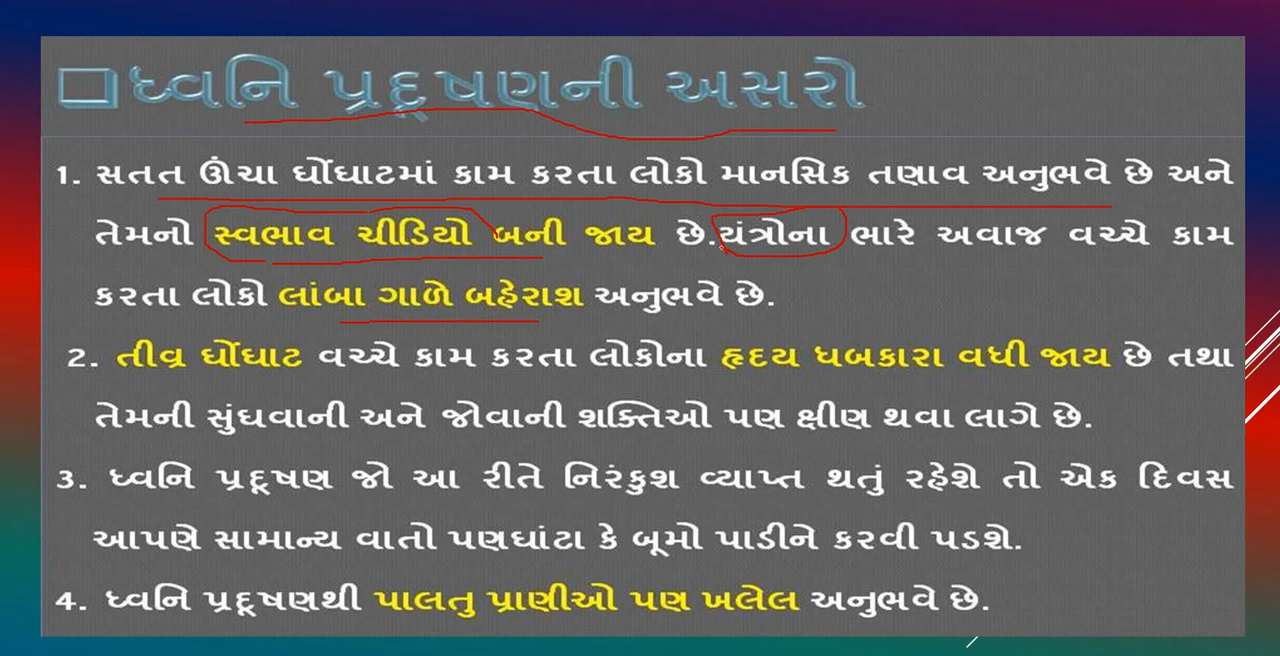 ધ્વનિ પ્રદૂષણની અસરો
1. સતત ઊંચા ઘોંઘાટમાં કામ કરતા લોકો માનસિક તણાવ અનુભવે છે અને
તેમનો સ્વભાવ ચીડિયો બની જાય છે.યંત્રોના ભારે અવાજ વચ્ચે કામ
કરતા લોકો લાંબા ગાળે બહેરાશ અનુભવે છે.
2. તીવ્ર ઘોંઘાટ વચ્ચે કામ કરતા લોકોના હૃદય ધબકારા વધી જાય છે તથા
તેમની સુંઘવાની અને જોવાની શક્તિઓ પણ ક્ષીણ થવા લાગે છે.
3. ધ્વનિ પ્રદૂષણ જો આ રીતે નિરંકુશ વ્યાપ્ત થતું રહેશે તો એક દિવસ
આપણે સામાન્ય વાતો પણઘાંટા કે બૂમો પાડીને કરવી પડશે.
4. ધ્વનિ પ્રદૂષણથી પાલતુ પ્રાણીઓ પણ ખલેલ અનુભવે છે.